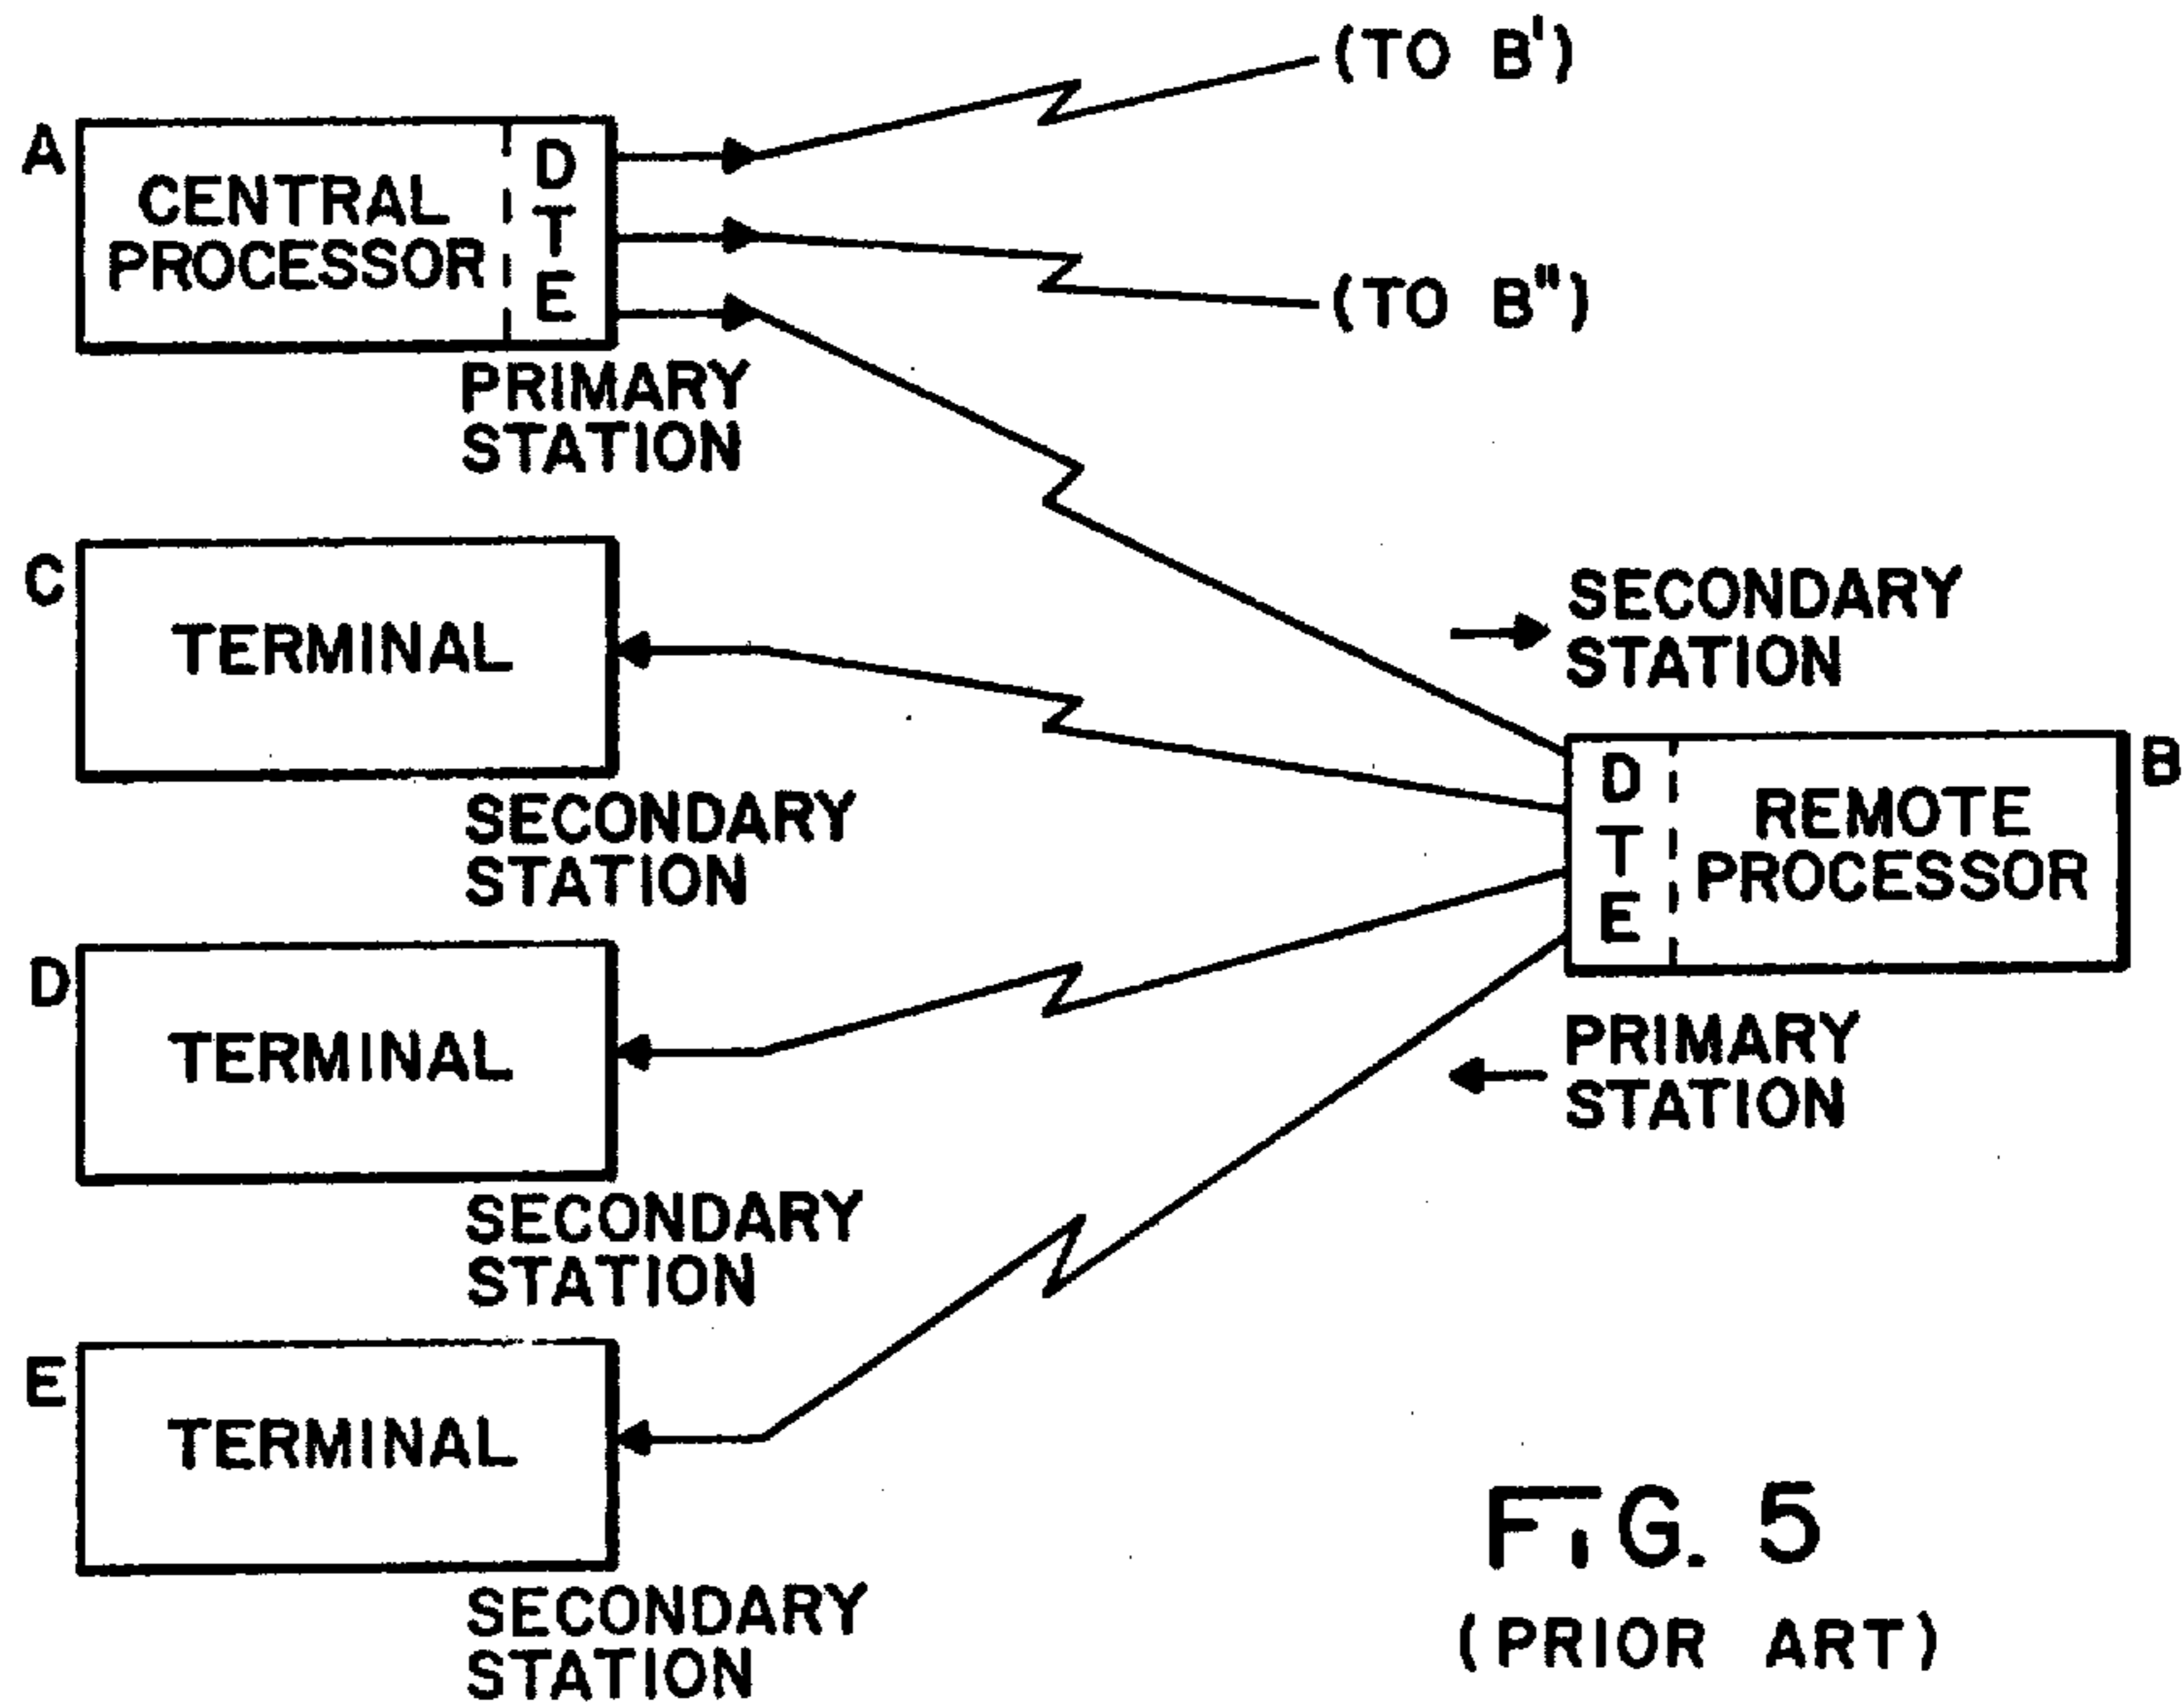 (TO B')
A
CENTRAL
PROCESSOR
D
T
E
(TO B")
PRIMARY
STATION
C
TERMINAL
SECONDARY
STATION
SECONDARY
STATION
D
T
E
REMOTE
PROCESSOR
B
D
TERMINAL
SECONDARY
STATION
PRIMARY
STATION
E
TERMINAL
SECONDARY
STATION
FIG. 5
(PRIOR ART)